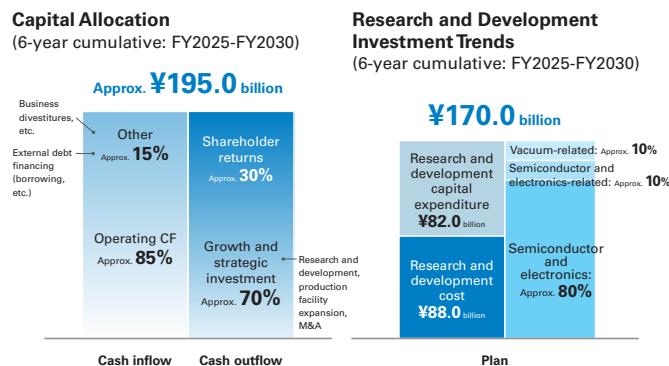 Capital Allocation
(6-year cumulative: FY2025-FY2030)
Approx. ¥195.0 billion
Business
divestitures,
etc.
External debt
financing
(borrowing,
etc.)
Other
Approx. 15%
Operating CF
Approx. 85%
Shareholder
returns
Approx. 30%
Growth and
strategic
investment
Approx. 70%
Research and
development,
production
facility
expansion,
M&A
Cash inflow
Cash outflow
Research and Development
Investment Trends
(6-year cumulative: FY2025-FY2030)
¥170.0 billion
Research and
development
capital
expenditure
¥82.0 billion
Research and
development
cost
¥88.0 billion
Vacuum-related: Approx. 10%
Semiconductor and
electronics-related: Approx. 10%
Semiconductor
and
electronics:
Approx. 80%
Plan